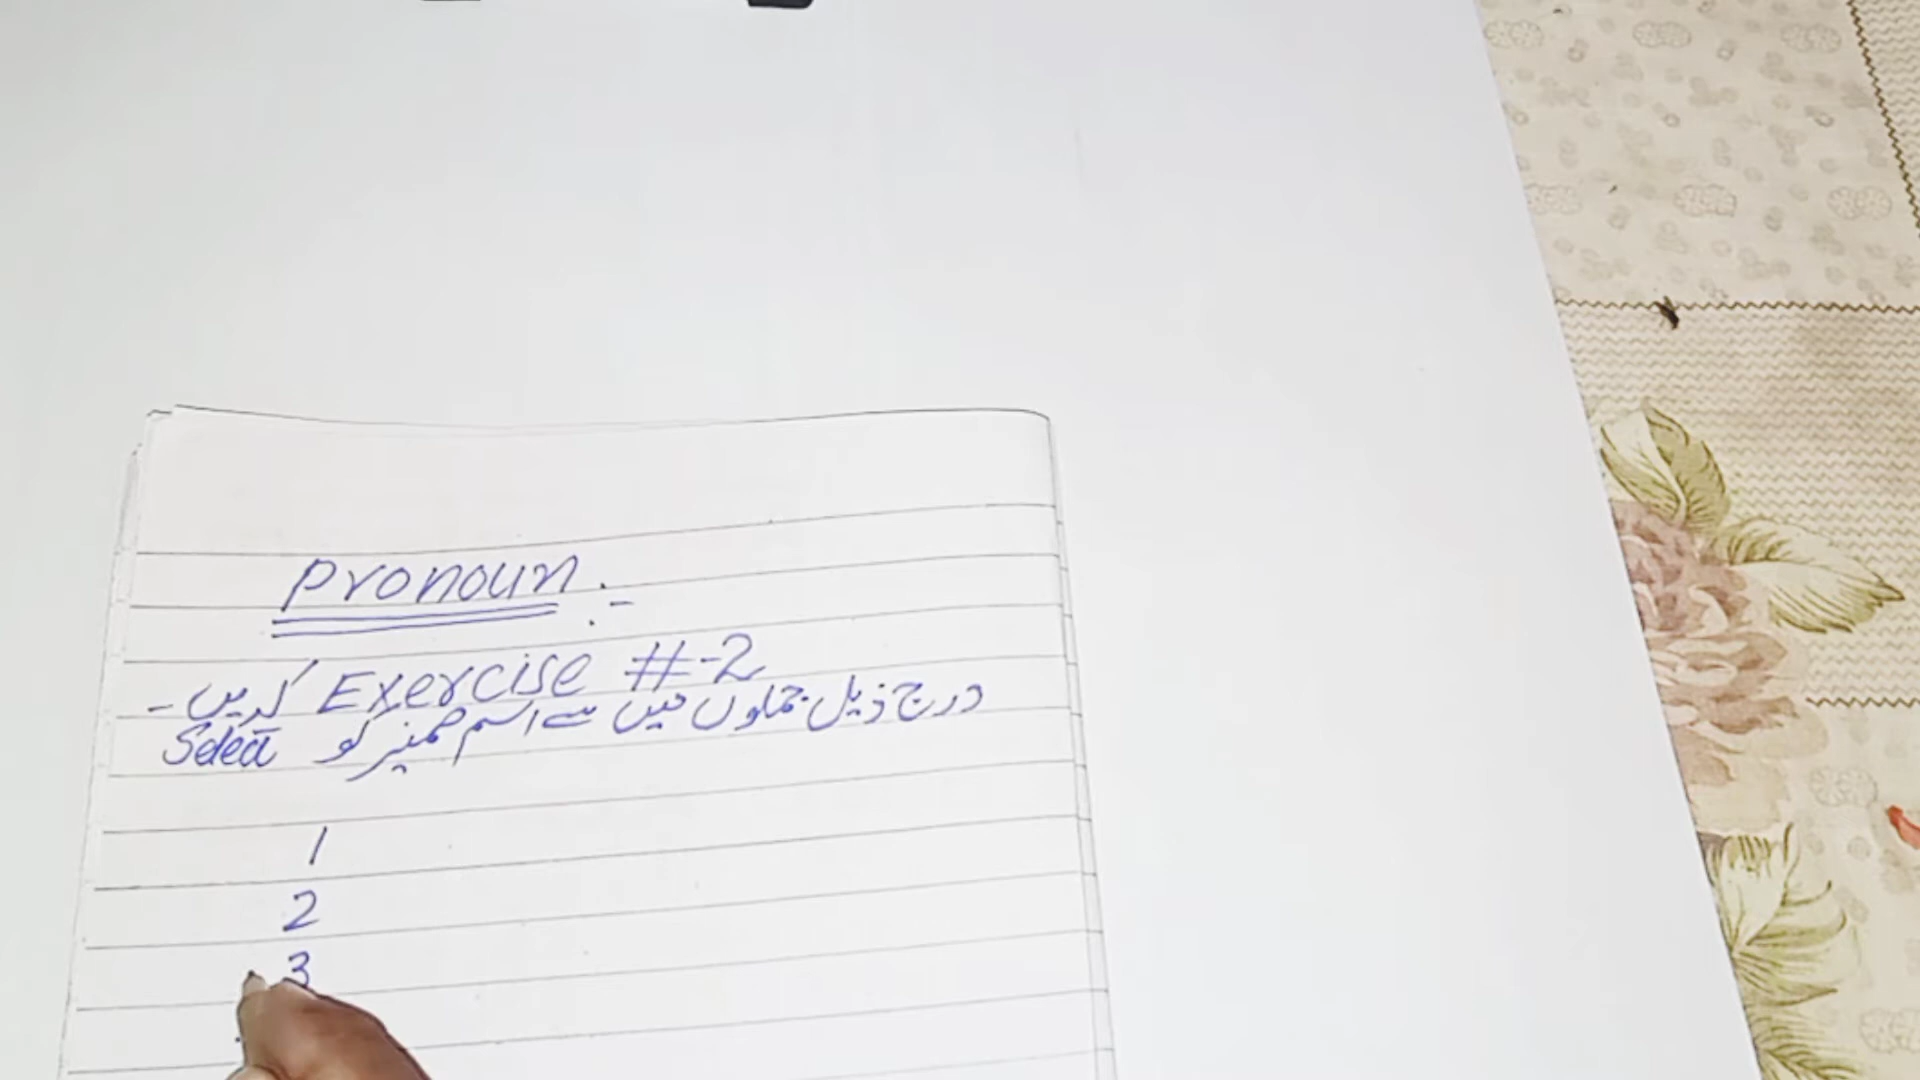 Pronoun :-
Exercise #-2
درج ذیل جملوں میں سے اسم ضمیر کو Select
کریں -
1
2
3